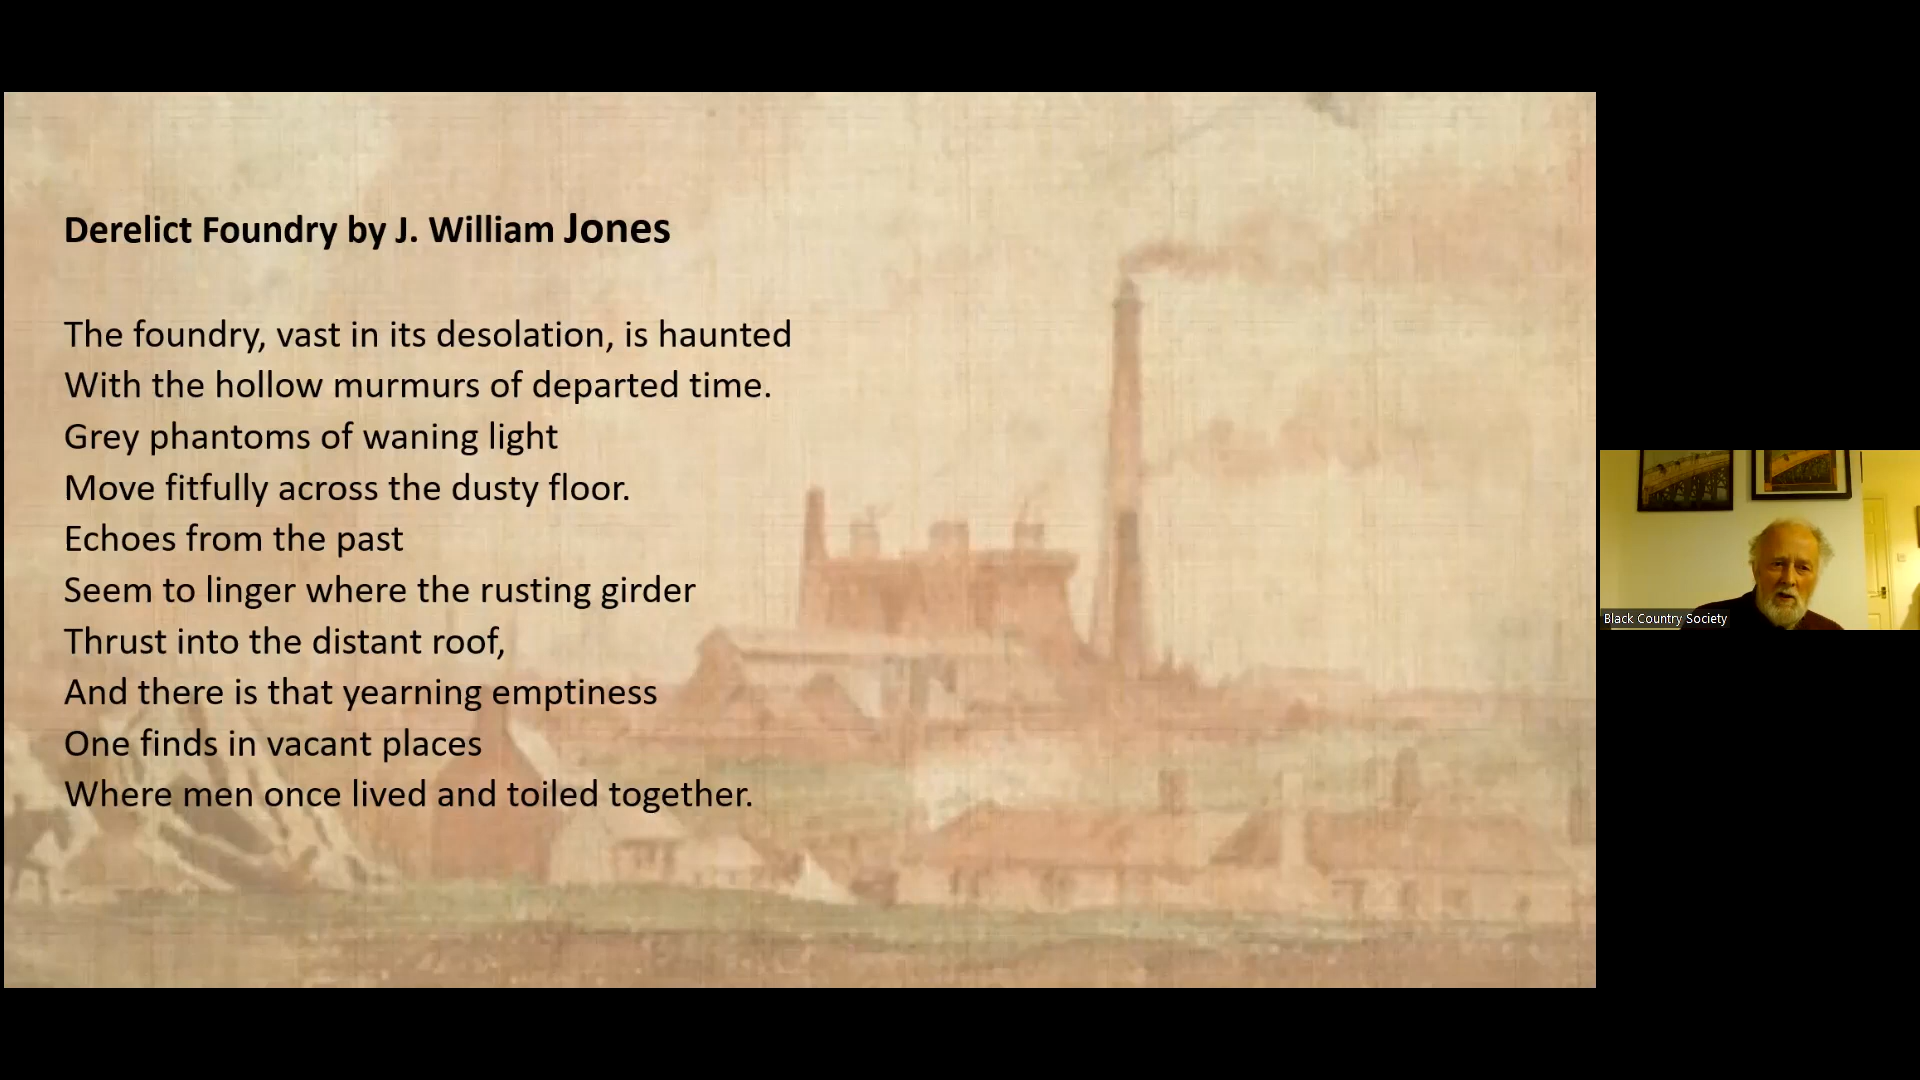 Derelict Foundry by J. William Jones
The foundry, vast in its desolation, is haunted
With the hollow murmurs of departed time.
Grey phantoms of waning light
Move fitfully across the dusty floor.
Echoes from the past
Seem to linger where the rusting girder
Thrust into the distant roof,
And there is that yearning emptiness
One finds in vacant places
Where men once lived and toiled together.
Black Country Society